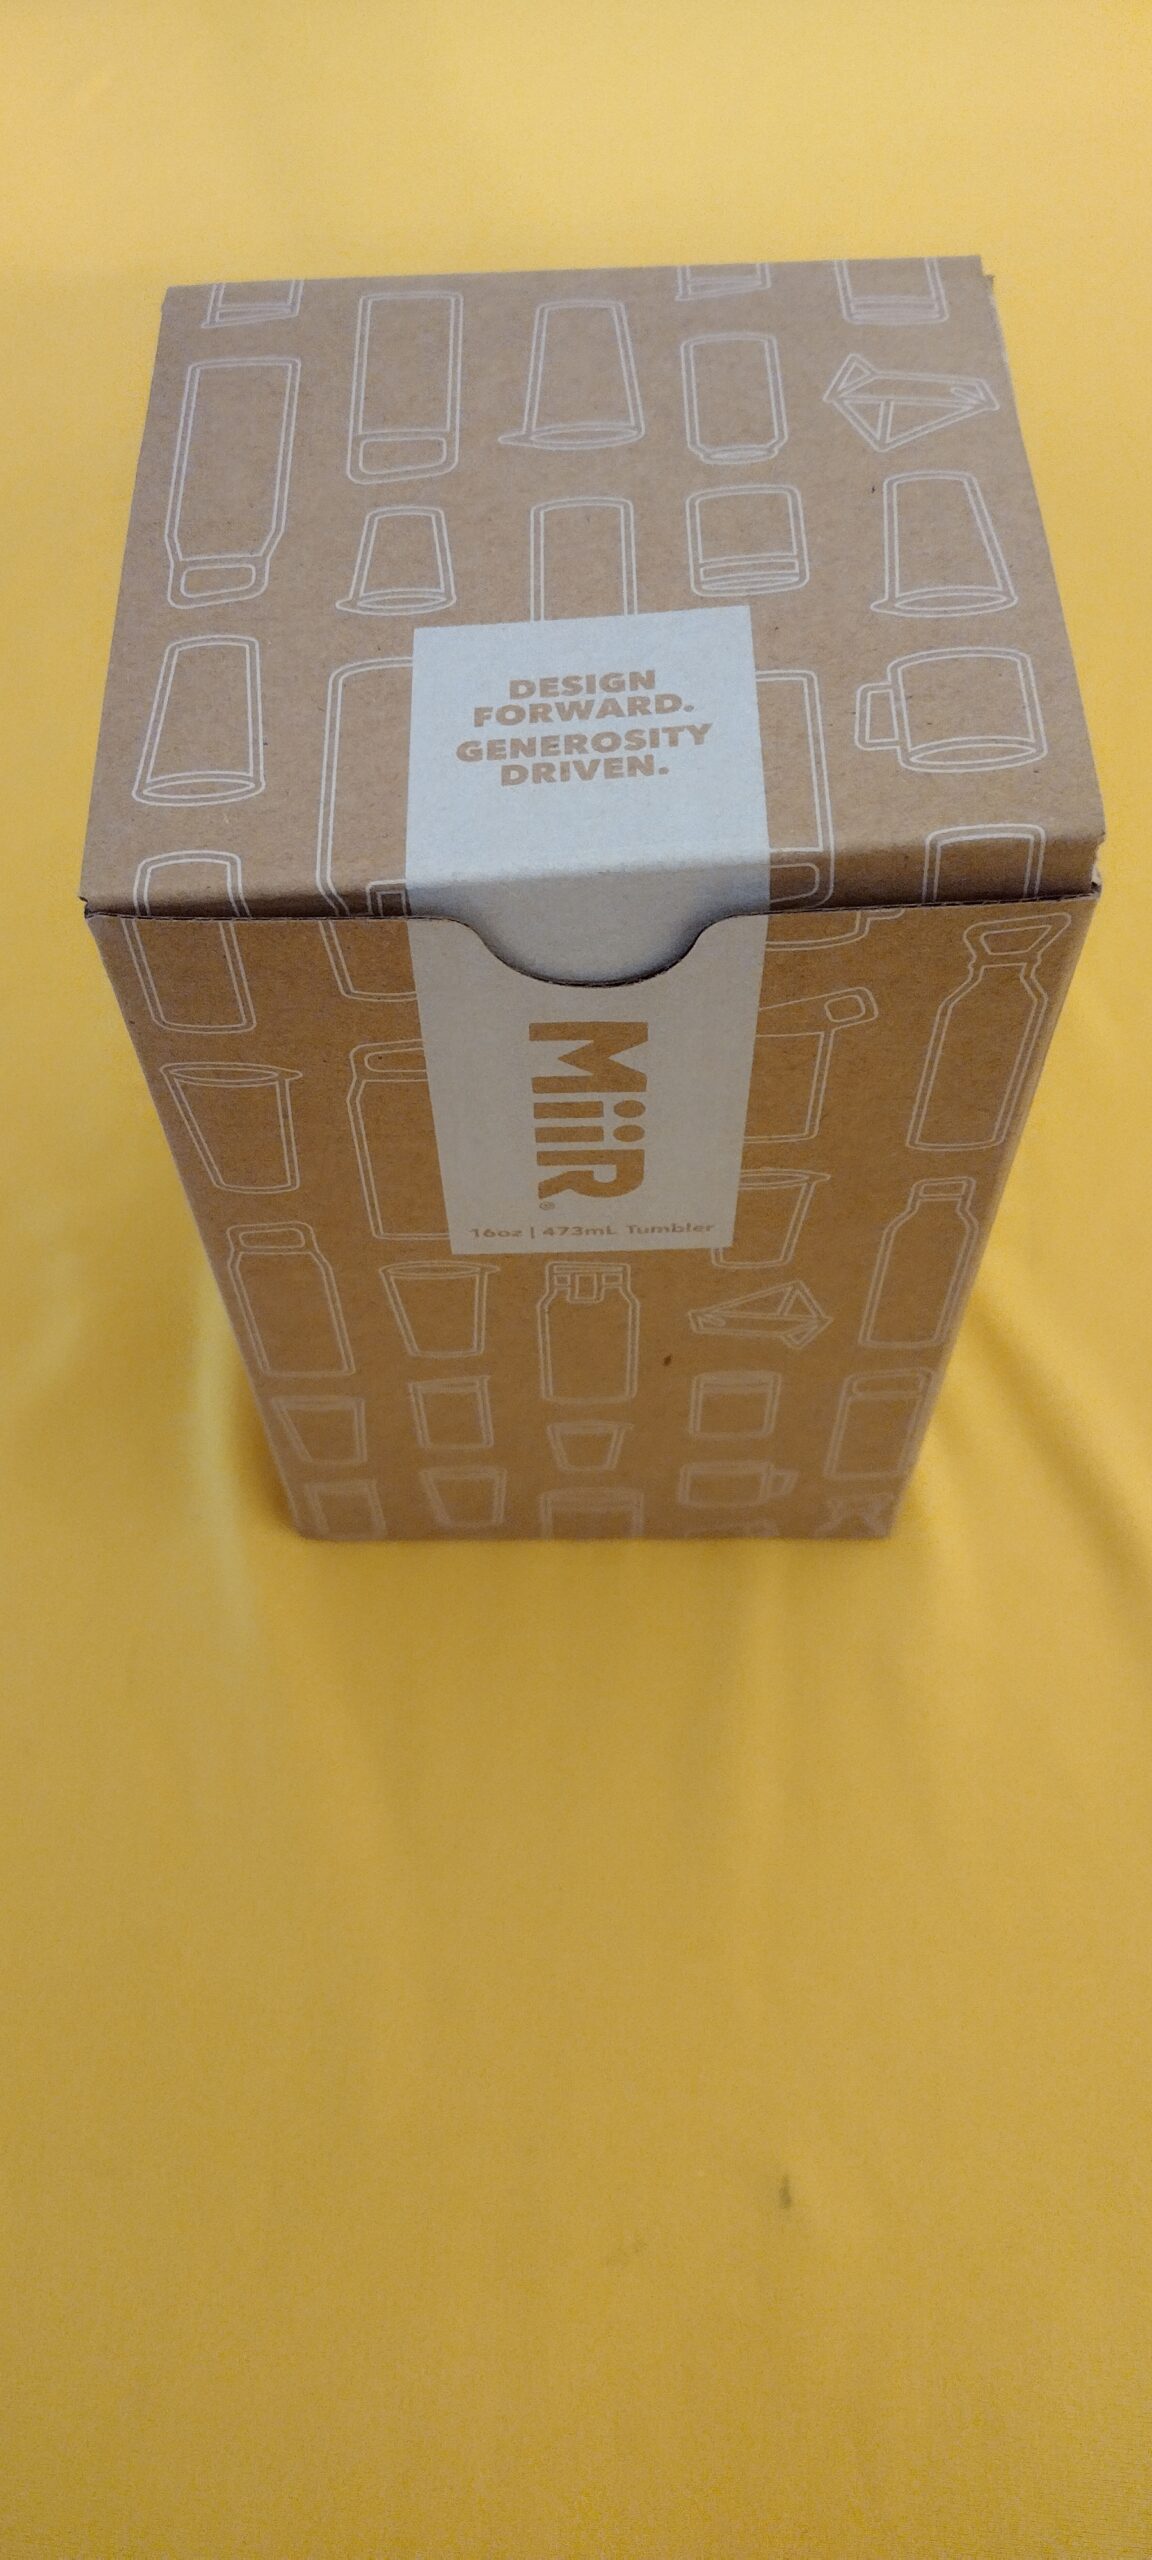 DESIGN
FORWARD.
GENEROSITY
DRIVEN.
MiiR®
16oz | 473mL Tumbler